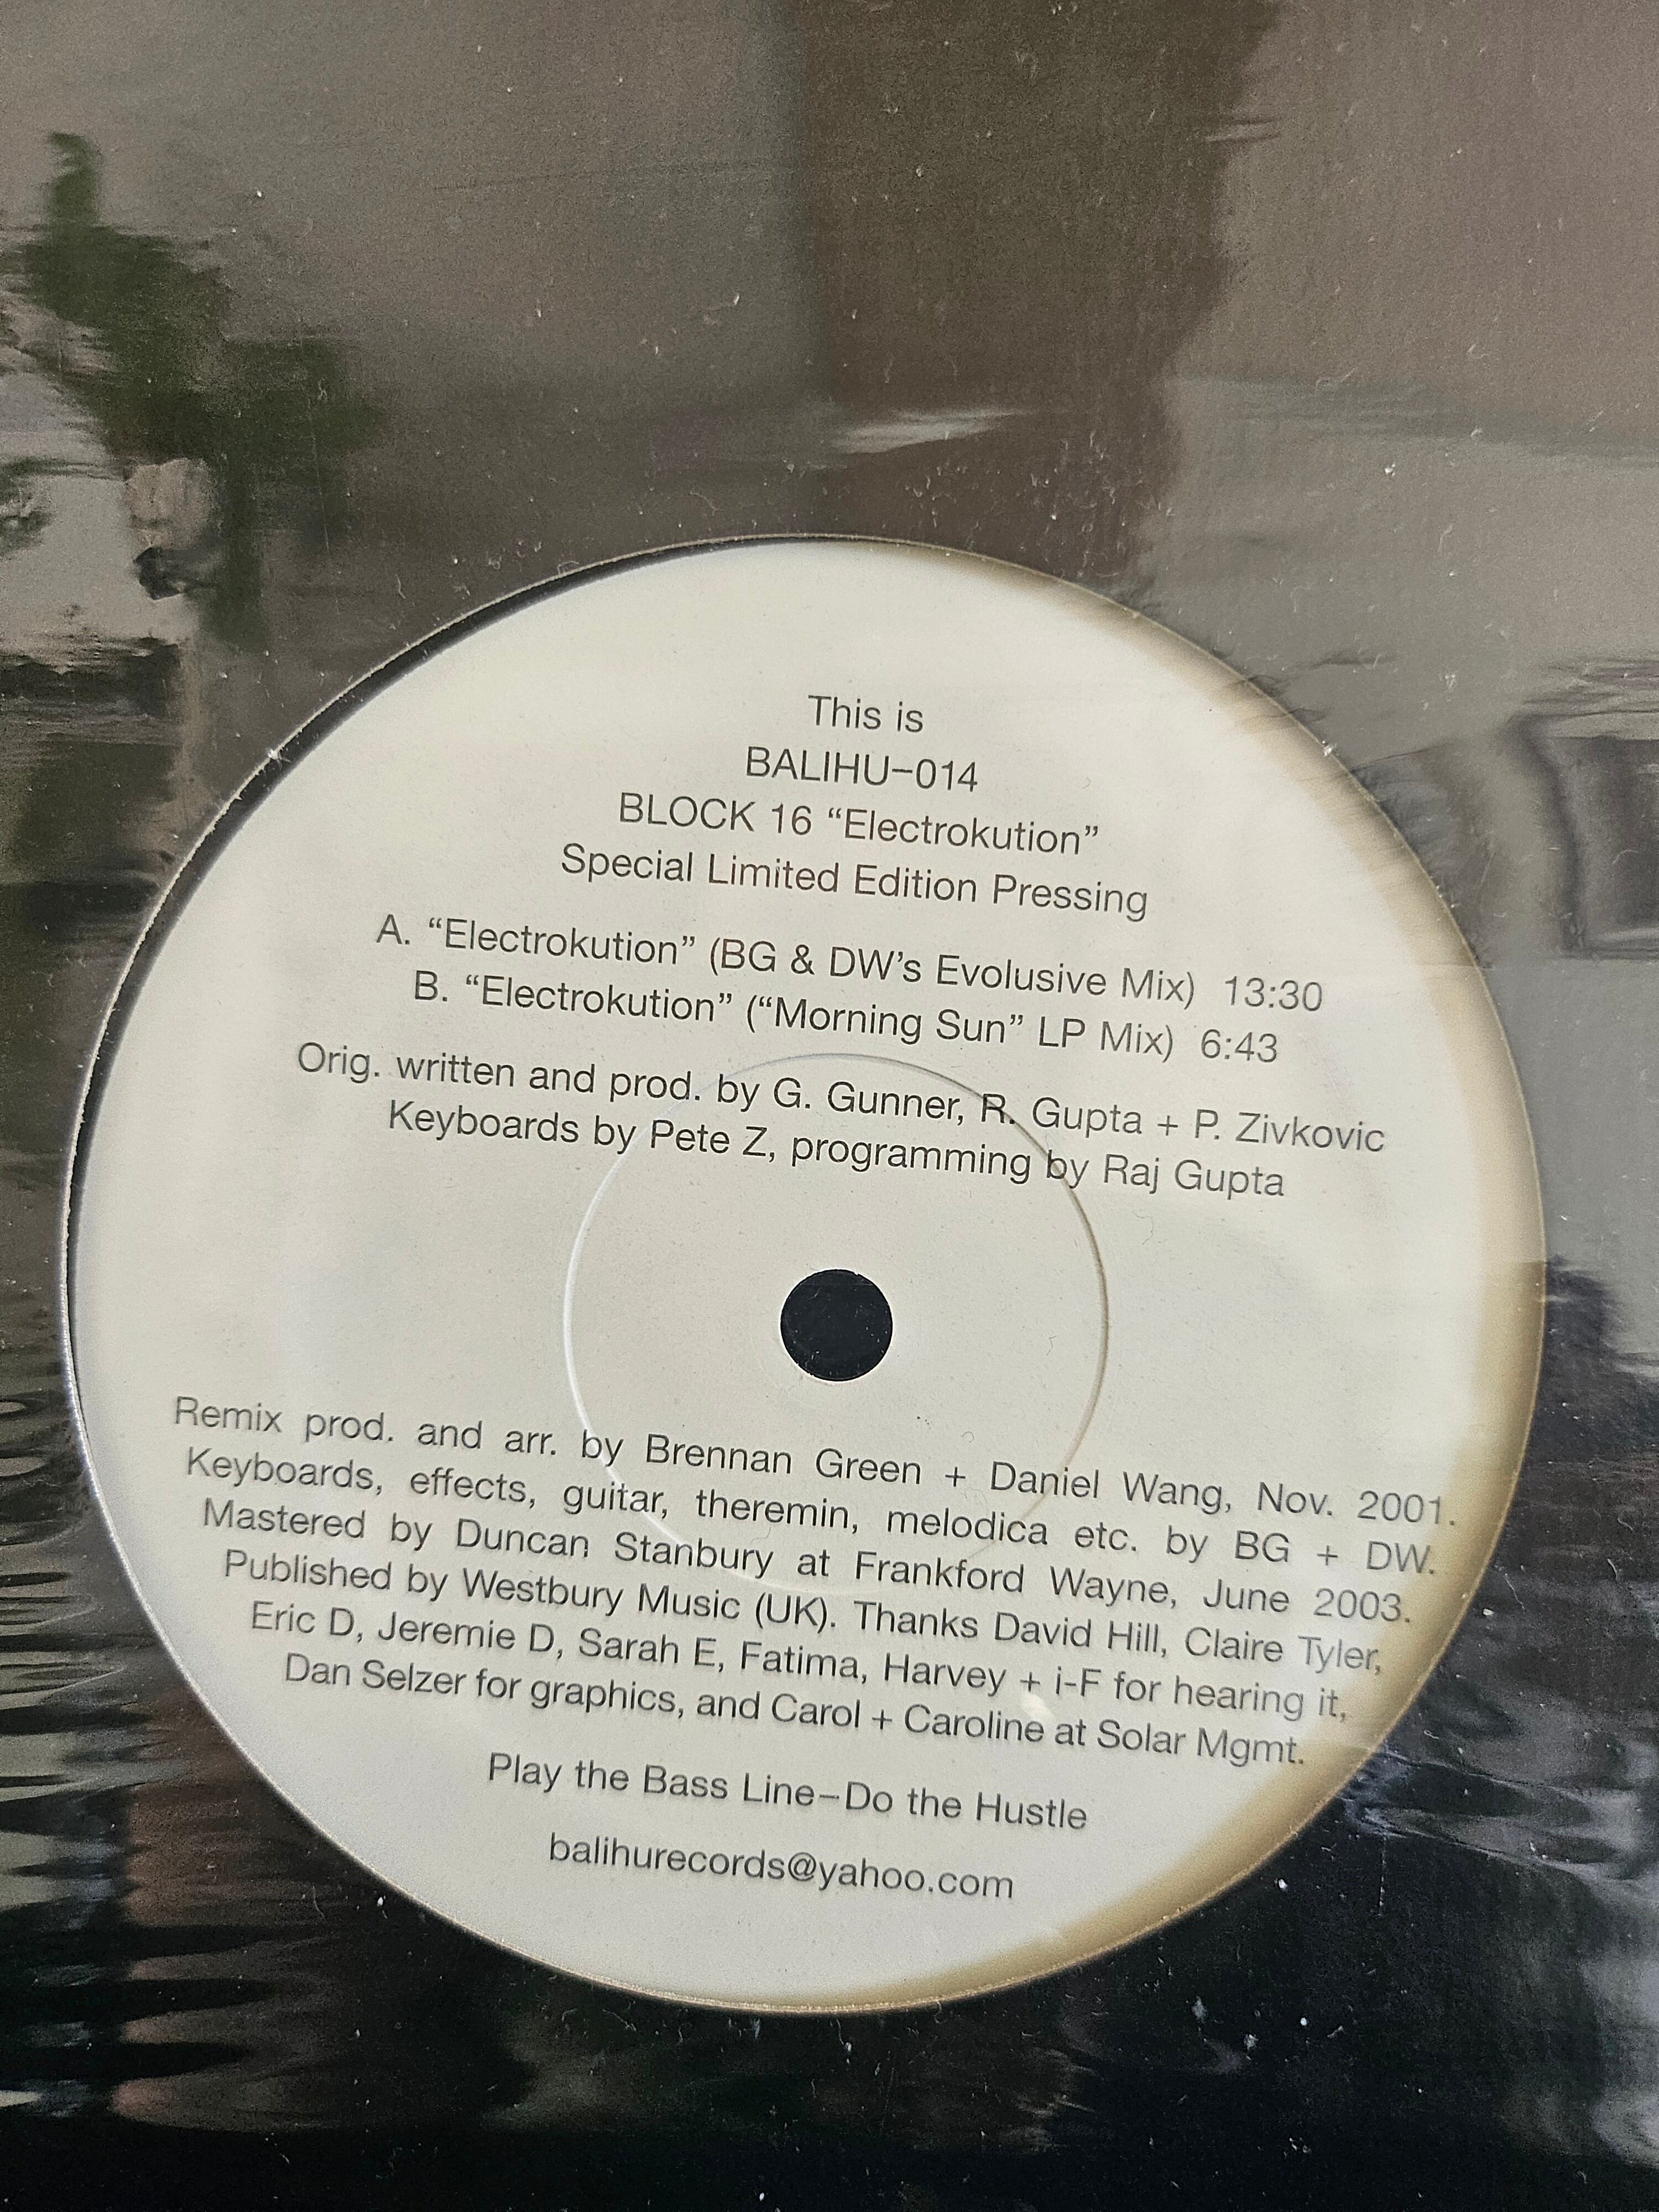 This is
BALIHU–014
BLOCK 16 “Electrokution”
Special Limited Edition Pressing
A. “Electrokution” (BG & DW’s Evolusive Mix) 13:30
B. “Electrokution” (“Morning Sun” LP Mix) 6:43
Orig. written and prod. by G. Gunner, R. Gupta + P. Zivkovic
Keyboards by Pete Z, programming by Raj Gupta
Remix prod. and arr. by Brennan Green + Daniel Wang, Nov. 2001.
Keyboards, effects, guitar, theremin, melodica etc. by BG + DW.
Mastered by Duncan Stanbury at Frankford Wayne, June 2003.
Published by Westbury Music (UK). Thanks David Hill, Claire Tyler,
Eric D, Jeremie D, Sarah E, Fatima, Harvey + i-F for hearing it,
Dan Selzer for graphics, and Carol + Caroline at Solar Mgmt.
Play the Bass Line–Do the Hustle
balihurecords@yahoo.com